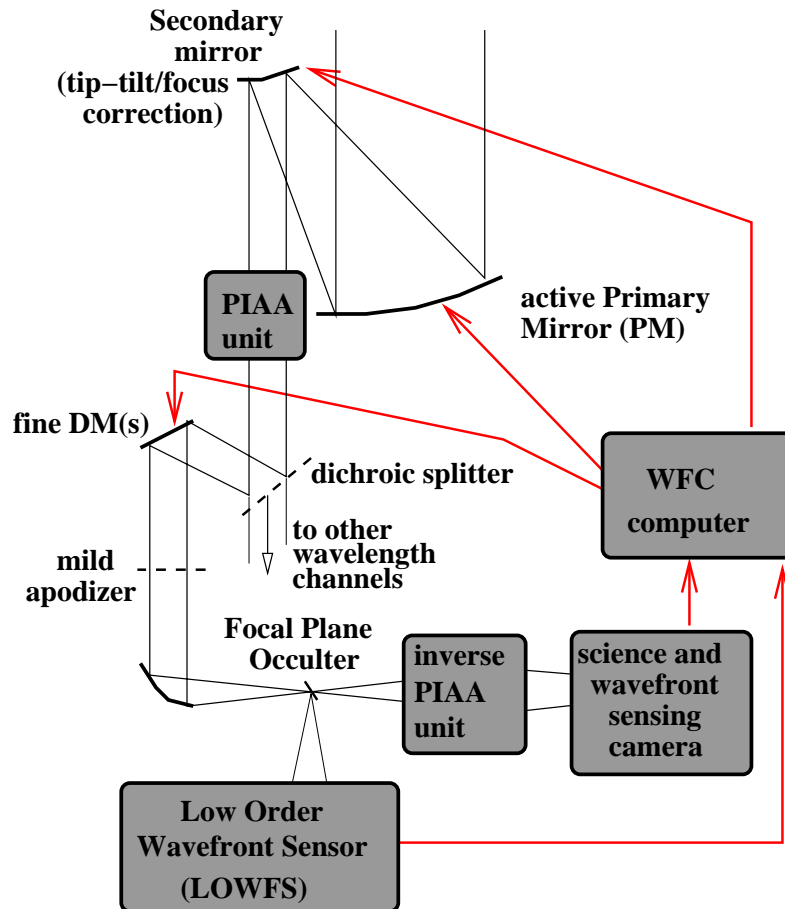 Secondary
mirror
(tip−tilt/focus
correction)
PIAA
unit
active Primary
Mirror (PM)
fine DM(s)
dichroic splitter
WFC
computer
to other
wavelength
channels
mild
apodizer
Focal Plane
Occulter
inverse
PIAA
unit
science and
wavefront
sensing
camera
Low Order
Wavefront Sensor
(LOWFS)